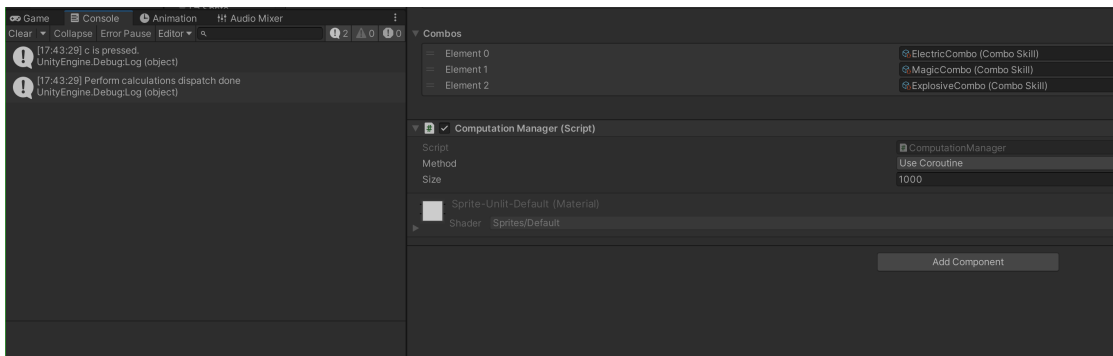 Game Console Animation Audio Mixer
Clear Collapse Error Pause Editor 2 0 0
[17:43:29] c is pressed.
UnityEngine.Debug:Log (object)
[17:43:29] Perform calculations dispatch done
UnityEngine.Debug:Log (object)
Combos
Element 0 ElectricCombo (Combo Skill)
Element 1 MagicCombo (Combo Skill)
Element 2 ExplosiveCombo (Combo Skill)
# Computation Manager (Script)
Script ComputationManager
Method Use Coroutine
Size 1000
Sprite-Unlit-Default (Material)
Shader Sprites/Default
Add Component